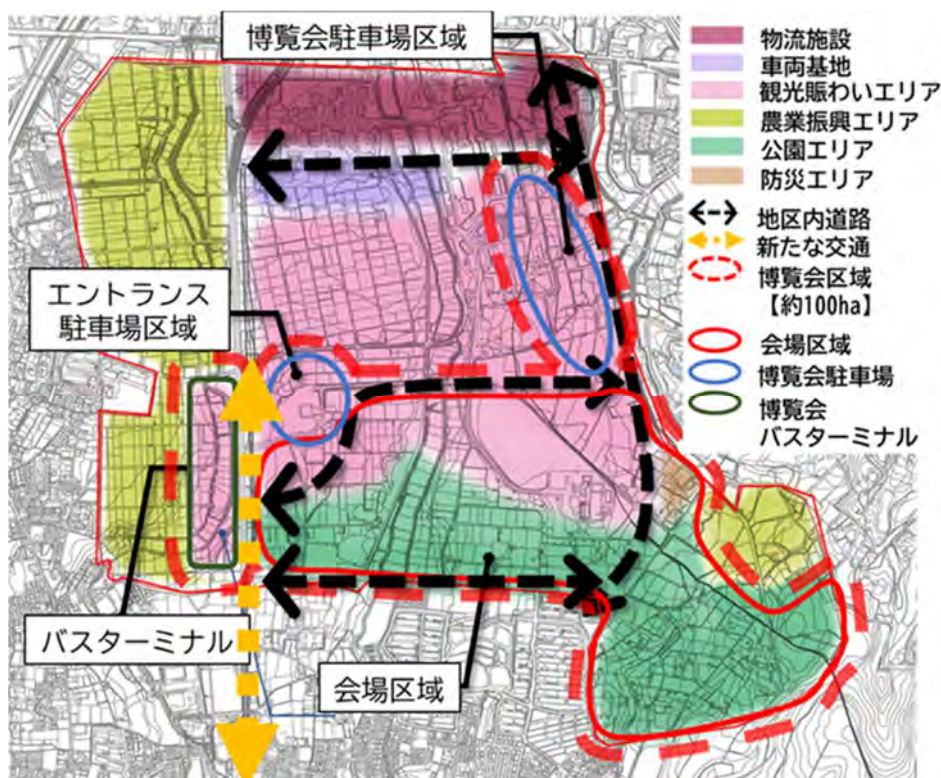 博覧会駐車場区域
エントランス
駐車場区域
バスターミナル
会場区域
物流施設
車両基地
観光賑わいエリア
農業振興エリア
公園エリア
防災エリア
地区内道路
新たな交通
博覧会区域
【約100ha】
会場区域
博覧会駐車場
博覧会
バスターミナル